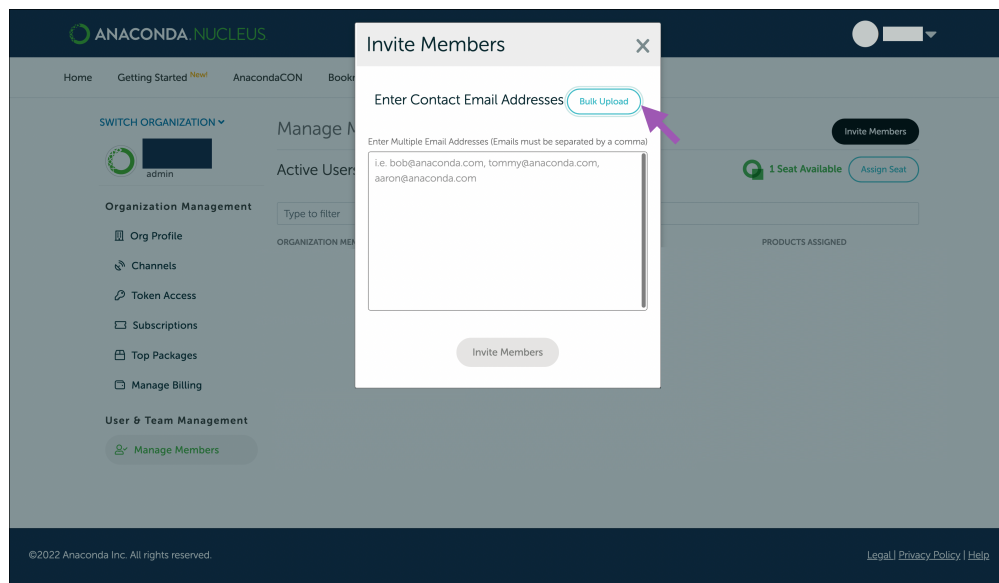 ANACONDA.NUCLEUS
Home Getting Started New! AnacondaCON Bookr
SWITCH ORGANIZATION
admin
Organization Management
Org Profile
Channels
Token Access
Subscriptions
Top Packages
Manage Billing
User & Team Management
Manage Members
Manage M
Invite Members
Active Users
1 Seat Available
Assign Seat
Type to filter
ORGANIZATION MEM
PRODUCTS ASSIGNED
Invite Members
Enter Contact Email Addresses
Bulk Upload
Enter Multiple Email Addresses (Emails must be separated by a comma)
i.e. bob@anaconda.com, tommy@anaconda.com,
aaron@anaconda.com
Invite Members
©2022 Anaconda Inc. All rights reserved.
Legal | Privacy Policy | Help